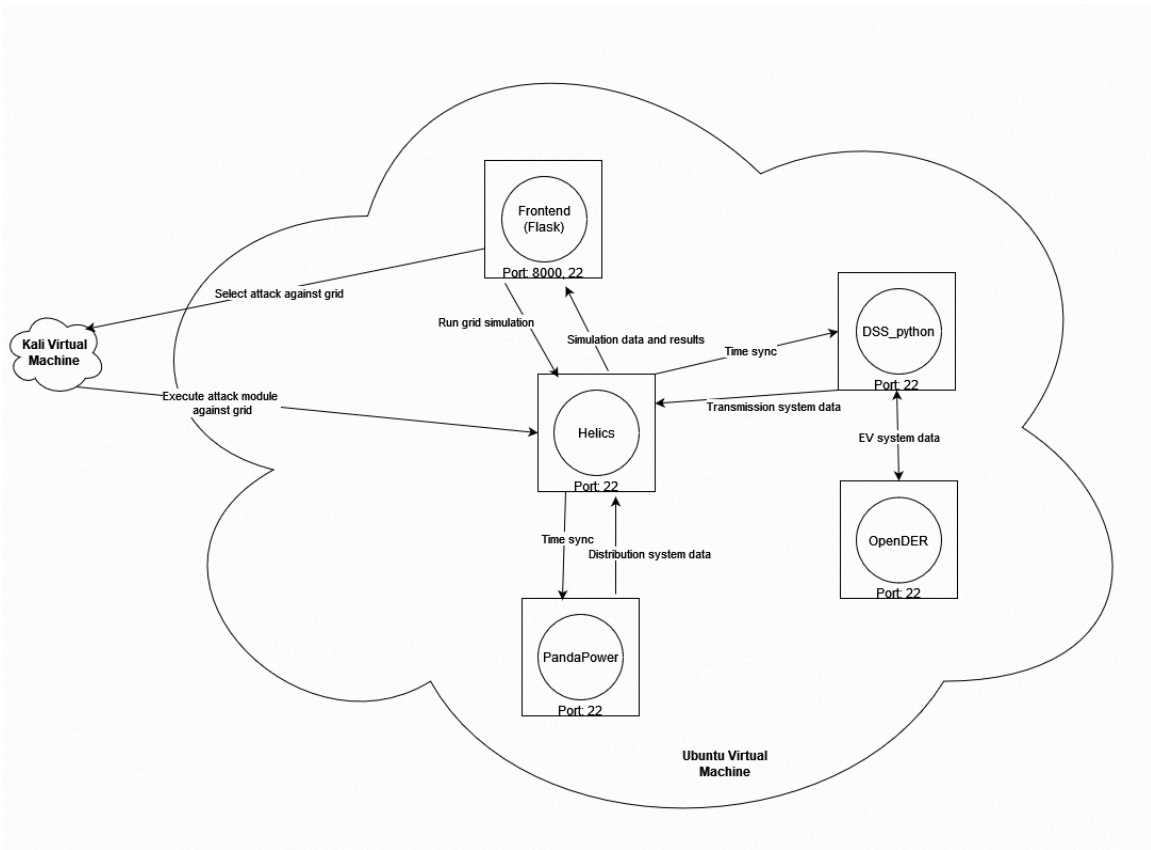 Frontend
(Flask)
Port: 8000, 22
Select attack against grid
Run grid simulation
Simulation data and results
Kali Virtual
Machine
Time sync
DSS_python
Port: 22
Execute attack module
against grid
Transmission system data
Helics
Port: 22
EV system data
Time sync
Distribution system data
OpenDER
Port: 22
PandaPower
Port: 22
Ubuntu Virtual
Machine